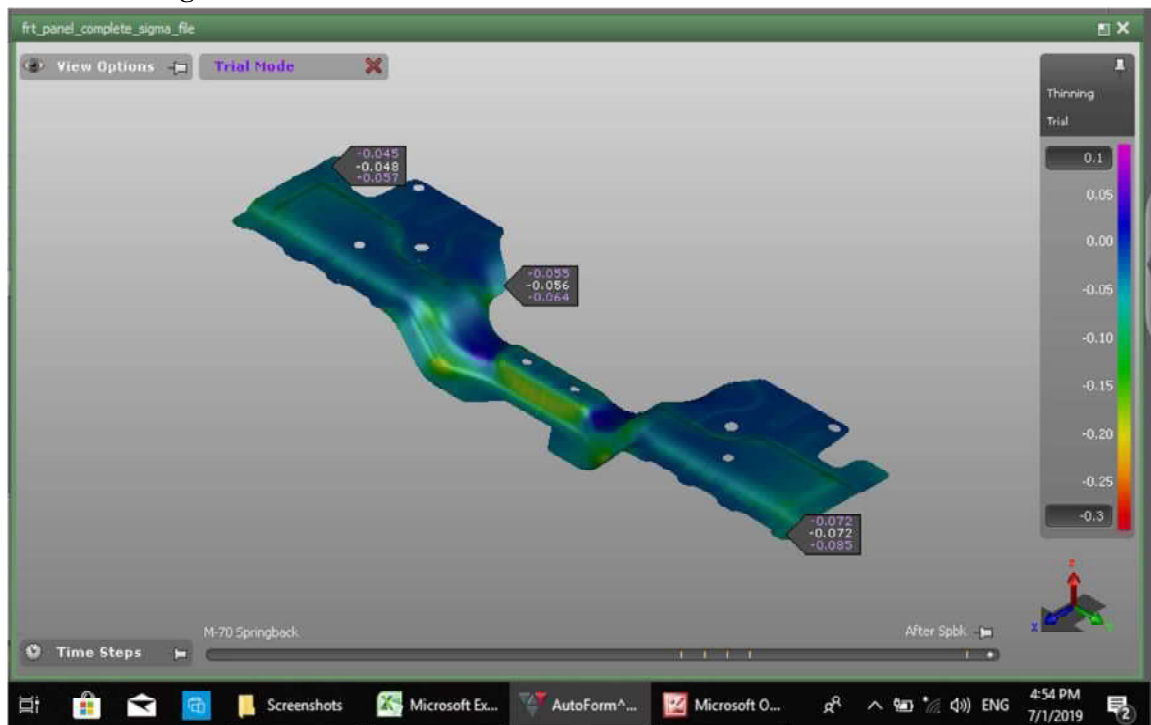 frt_panel_complete_sigma_file
View Options
Trial Mode
Thinning
Trial
0.1
0.05
0.00
-0.05
-0.10
-0.15
-0.20
-0.25
-0.3
-0.045
-0.048
-0.057
-0.055
-0.056
-0.064
-0.072
-0.072
-0.085
M-70 Springback
After Spbk
Time Steps
Screenshots
Microsoft Ex...
AutoForm^...
Microsoft O...
ENG
4:54 PM
7/1/2019
2